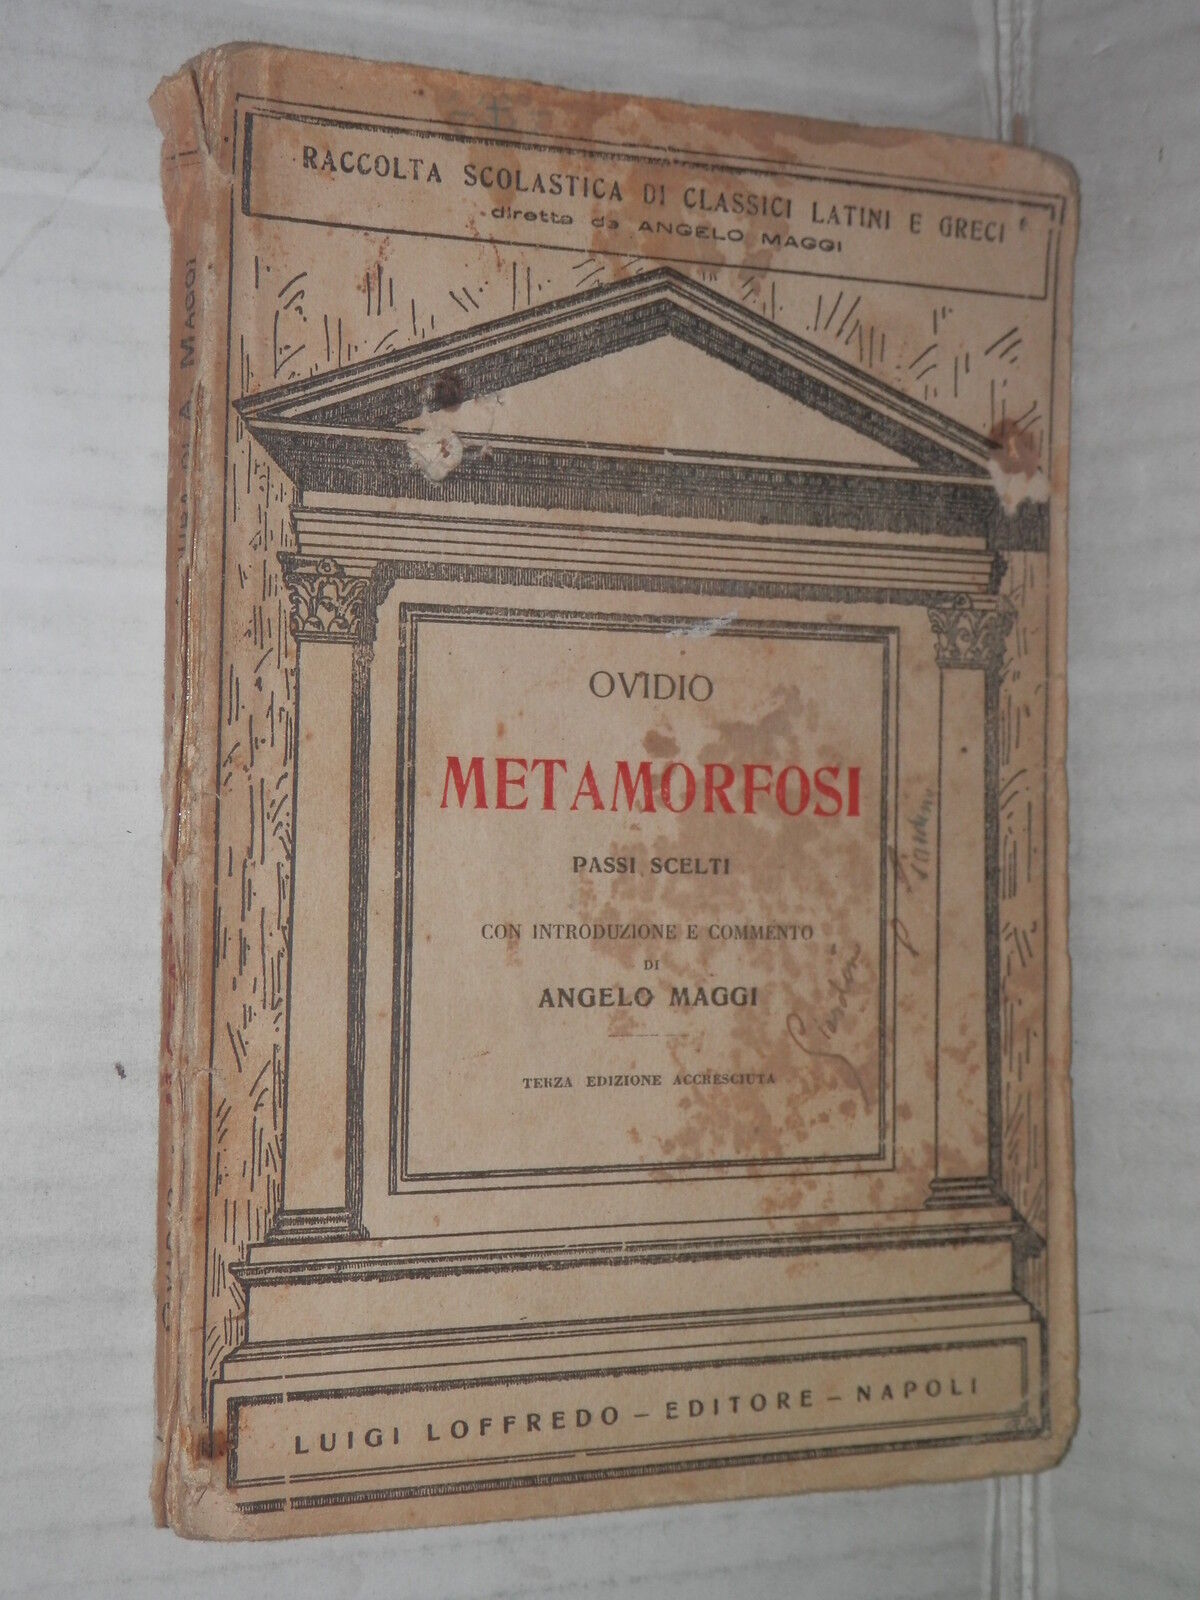 RACCOLTA SCOLASTICA DI CLASSICI LATINI E GRECI
diretta da ANGELO MAGGI
OVIDIO
METAMORFOSI
PASSI SCELTI
CON INTRODUZIONE E COMMENTO
DI
ANGELO MAGGI
TERZA EDIZIONE ACCRESCIUTA
LUIGI LOFFREDO – EDITORE – NAPOLI
A. MAGGI